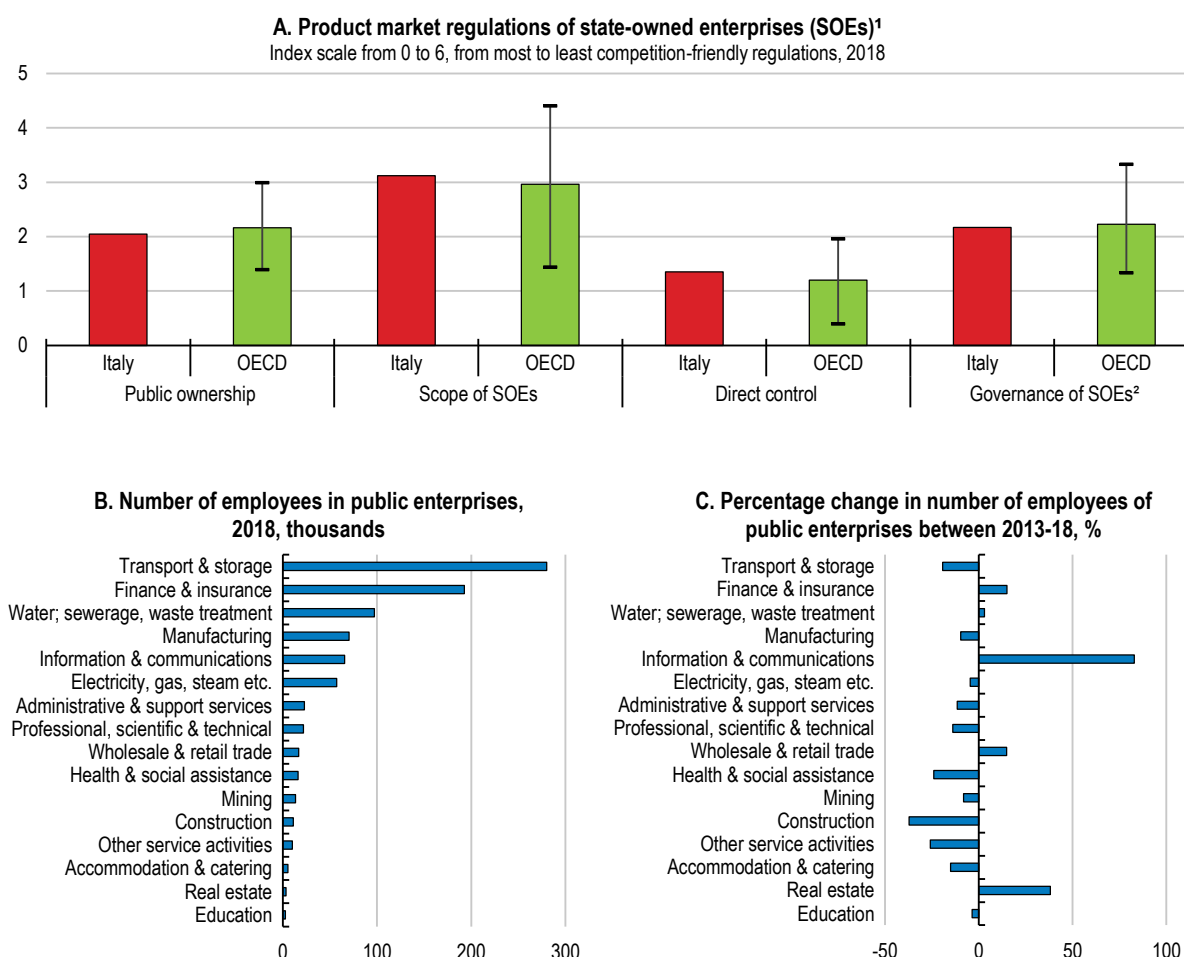 A. Product market regulations of state-owned enterprises (SOEs)¹
Index scale from 0 to 6, from most to least competition-friendly regulations, 2018
5
4
3
2
1
0
Italy OECD Italy OECD Italy OECD Italy OECD
Public ownership Scope of SOEs Direct control Governance of SOEs²
B. Number of employees in public enterprises,
2018, thousands
Transport & storage
Finance & insurance
Water; sewerage, waste treatment
Manufacturing
Information & communications
Electricity, gas, steam etc.
Administrative & support services
Professional, scientific & technical
Wholesale & retail trade
Health & social assistance
Mining
Construction
Other service activities
Accommodation & catering
Real estate
Education
0 100 200 300
C. Percentage change in number of employees of
public enterprises between 2013-18, %
Transport & storage
Finance & insurance
Water; sewerage, waste treatment
Manufacturing
Information & communications
Electricity, gas, steam etc.
Administrative & support services
Professional, scientific & technical
Wholesale & retail trade
Health & social assistance
Mining
Construction
Other service activities
Accommodation & catering
Real estate
Education
-50 0 50 100